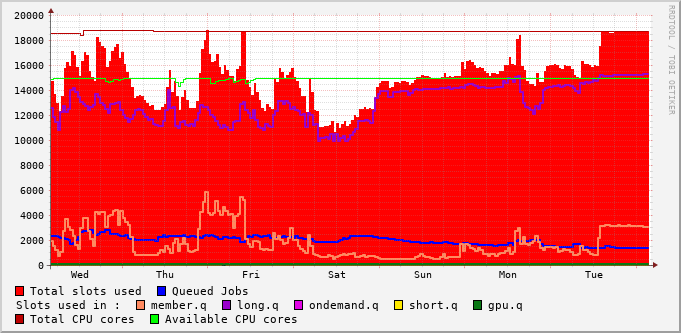 20000
18000
16000
14000
12000
10000
8000
6000
4000
2000
0
Wed Thu Fri Sat Sun Mon Tue
Total slots used Queued Jobs
Slots used in : member.q long.q ondemand.q short.q gpu.q
Total CPU cores Available CPU cores
RRDTOOL / TOBI OETIKER